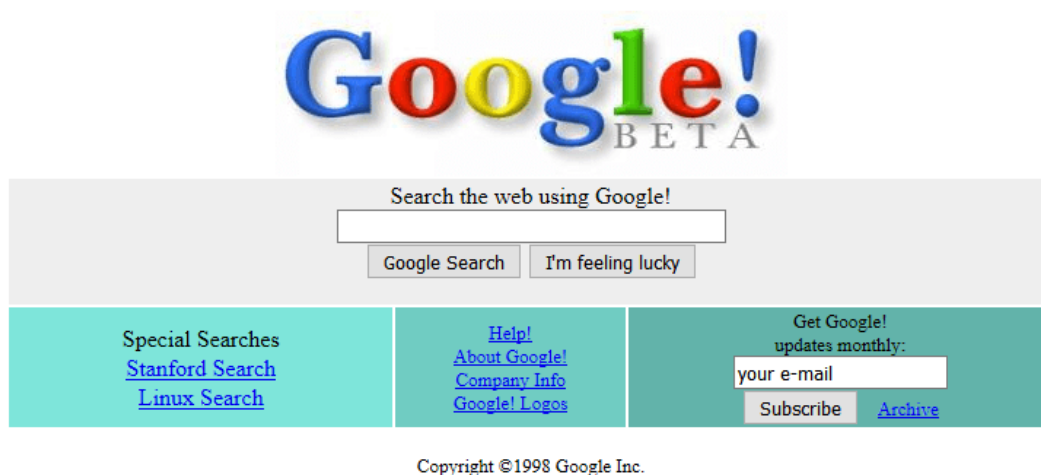 Google!
BETA
Search the web using Google!
Google Search
I'm feeling lucky
Special Searches
Stanford Search
Linux Search
Help!
About Google!
Company Info
Google! Logos
Get Google!
updates monthly:
your e-mail
Subscribe
Archive
Copyright ©1998 Google Inc.